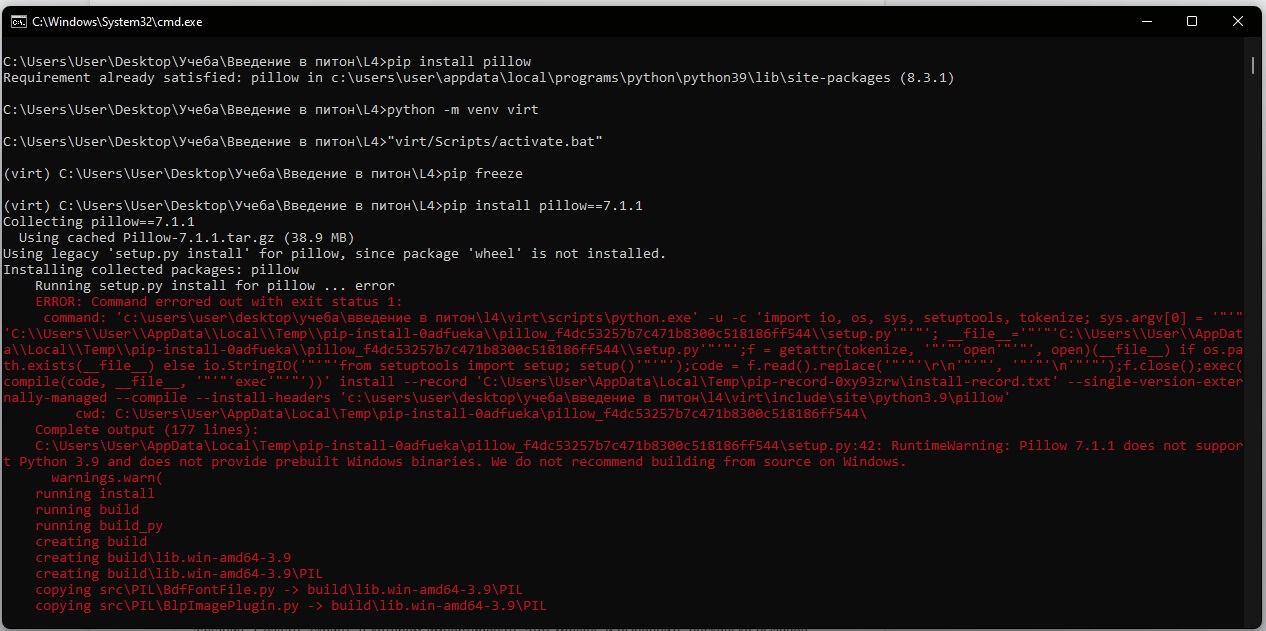 C:\Windows\System32\cmd.exe
C:\Users\User\Desktop\Учеба\Введение в питон\L4>pip install pillow
Requirement already satisfied: pillow in c:\users\user\appdata\local\programs\python\python39\lib\site-packages (8.3.1)
C:\Users\User\Desktop\Учеба\Введение в питон\L4>python -m venv virt
C:\Users\User\Desktop\Учеба\Введение в питон\L4>"virt/Scripts/activate.bat"
(virt) C:\Users\User\Desktop\Учеба\Введение в питон\L4>pip freeze
(virt) C:\Users\User\Desktop\Учеба\Введение в питон\L4>pip install pillow==7.1.1
Collecting pillow==7.1.1
Using cached Pillow-7.1.1.tar.gz (38.9 MB)
Using legacy 'setup.py install' for pillow, since package 'wheel' is not installed.
Installing collected packages: pillow
Running setup.py install for pillow ... error
ERROR: Command errored out with exit status 1:
command: 'c:\users\user\desktop\учеба\введение в питон\l4\virt\scripts\python.exe' -u -c 'import io, os, sys, setuptools, tokenize; sys.argv[0] = '"'"'
'C:\\Users\\User\\AppData\\Local\\Temp\\pip-install-0adfueka\\pillow_f4dc53257b7c471b8300c518186ff544\\setup.py'"'"'; __file__='"'"'C:\\Users\\User\\AppDat
a\\Local\\Temp\\pip-install-0adfueka\\pillow_f4dc53257b7c471b8300c518186ff544\\setup.py'"'"';f = getattr(tokenize, '"'"'open'"'"', open)(__file__) if os.pa
th.exists(__file__) else io.StringIO('"'"'from setuptools import setup; setup()'"'"');code = f.read().replace('"'"'\r\n'"'"', '"'"'\n'"'"');f.close();exec(
compile(code, __file__, '"'"'exec'"'"'))' install --record 'C:\Users\User\AppData\Local\Temp\pip-record-0xy93zrw\install-record.txt' --single-version-exter
nally-managed --compile --install-headers 'c:\users\user\desktop\учеба\введение в питон\l4\virt\include\site\python3.9\pillow'
cwd: C:\Users\User\AppData\Local\Temp\pip-install-0adfueka\pillow_f4dc53257b7c471b8300c518186ff544\
Complete output (177 lines):
C:\Users\User\AppData\Local\Temp\pip-install-0adfueka\pillow_f4dc53257b7c471b8300c518186ff544\setup.py:42: RuntimeWarning: Pillow 7.1.1 does not suppor
t Python 3.9 and does not provide prebuilt Windows binaries. We do not recommend building from source on Windows.
warnings.warn(
running install
running build
running build_py
creating build
creating build\lib.win-amd64-3.9
creating build\lib.win-amd64-3.9\PIL
copying src\PIL\BdfFontFile.py -> build\lib.win-amd64-3.9\PIL
copying src\PIL\BlpImagePlugin.py -> build\lib.win-amd64-3.9\PIL